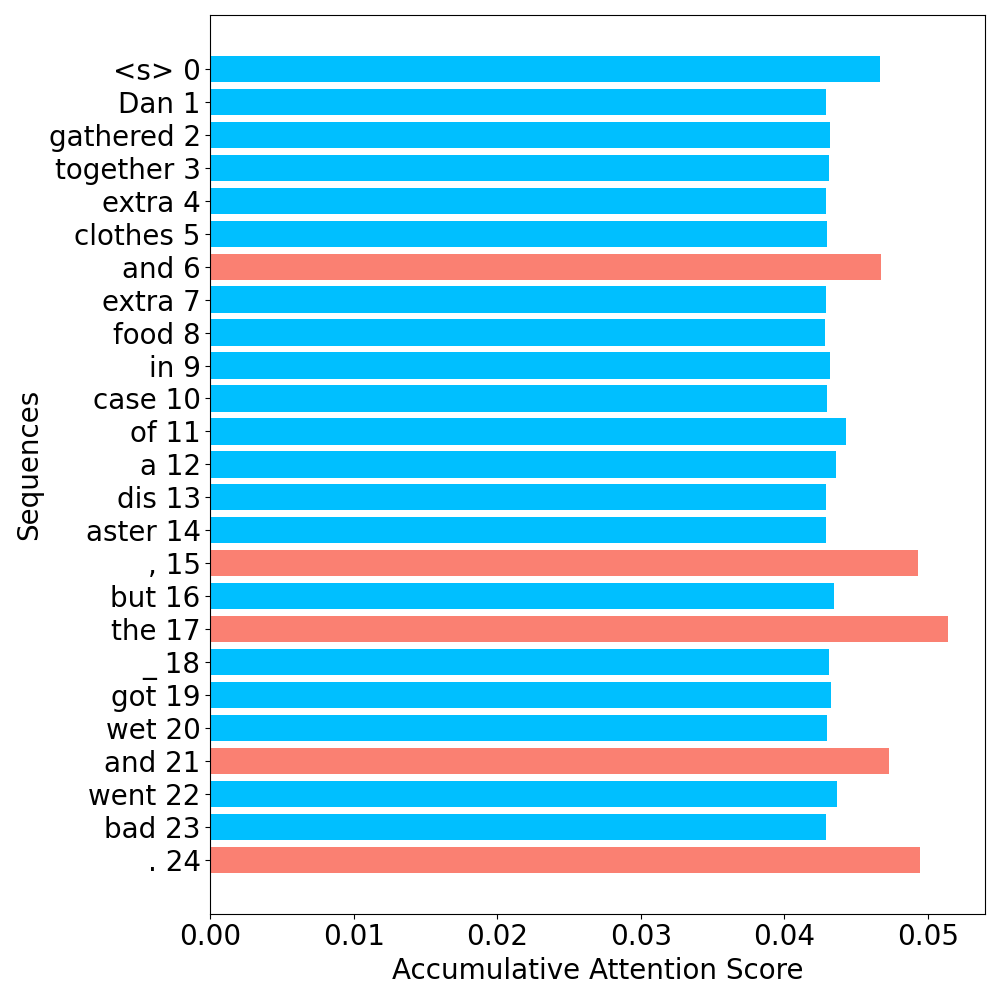 <s> 0
Dan 1
gathered 2
together 3
extra 4
clothes 5
and 6
extra 7
food 8
in 9
case 10
of 11
a 12
dis 13
aster 14
, 15
but 16
the 17
_ 18
got 19
wet 20
and 21
went 22
bad 23
. 24
Sequences
0.00 0.01 0.02 0.03 0.04 0.05
Accumulative Attention Score